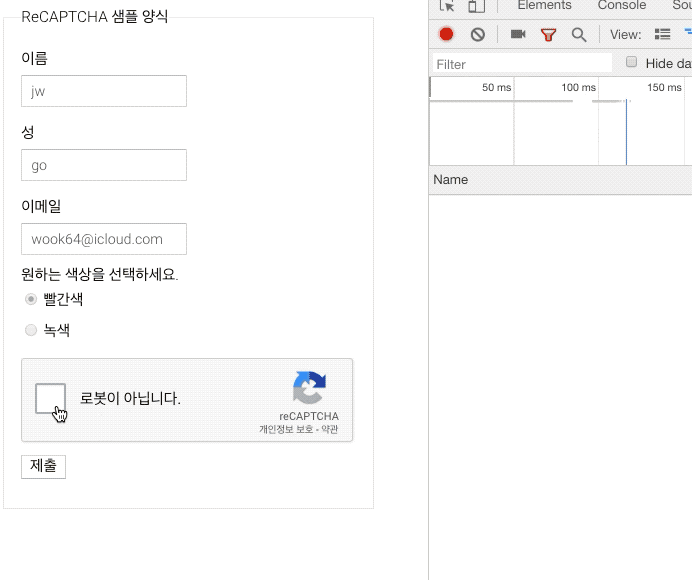 ReCAPTCHA 샘플 양식
이름
jw
성
go
이메일
wook64@icloud.com
원하는 색상을 선택하세요.
빨간색
녹색
로봇이 아닙니다.
reCAPTCHA
개인정보 보호 - 약관
제출
Elements Console Sou
View:
Filter Hide da
50 ms 100 ms 150 ms
Name